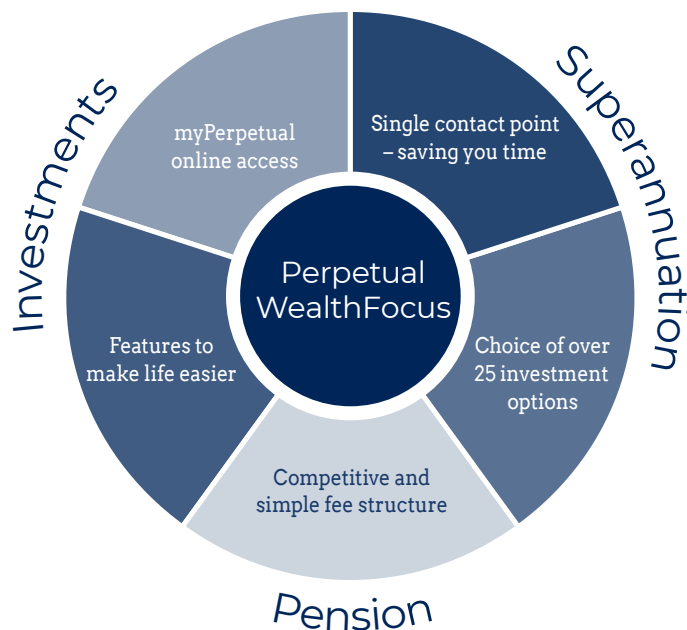 Investments
Superannuation
myPerpetual
online access
Single contact point
– saving you time
Perpetual
WealthFocus
Features to
make life easier
Choice of over
25 investment
options
Competitive and
simple fee structure
Pension